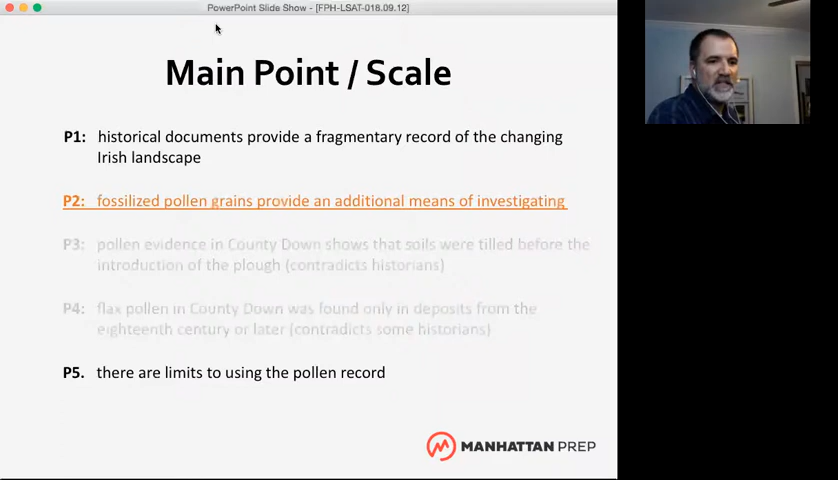 PowerPoint Slide Show - [FPH-LSAT-018.09.12]
Main Point / Scale
P1: historical documents provide a fragmentary record of the changing
Irish landscape
P2: fossilized pollen grains provide an additional means of investigating
P3: pollen evidence in County Down shows that soils were tilled before the
introduction of the plough (contradicts historians)
P4: flax pollen in County Down was found only in deposits from the
eighteenth century or later (contradicts some historians)
P5. there are limits to using the pollen record
MANHATTAN PREP